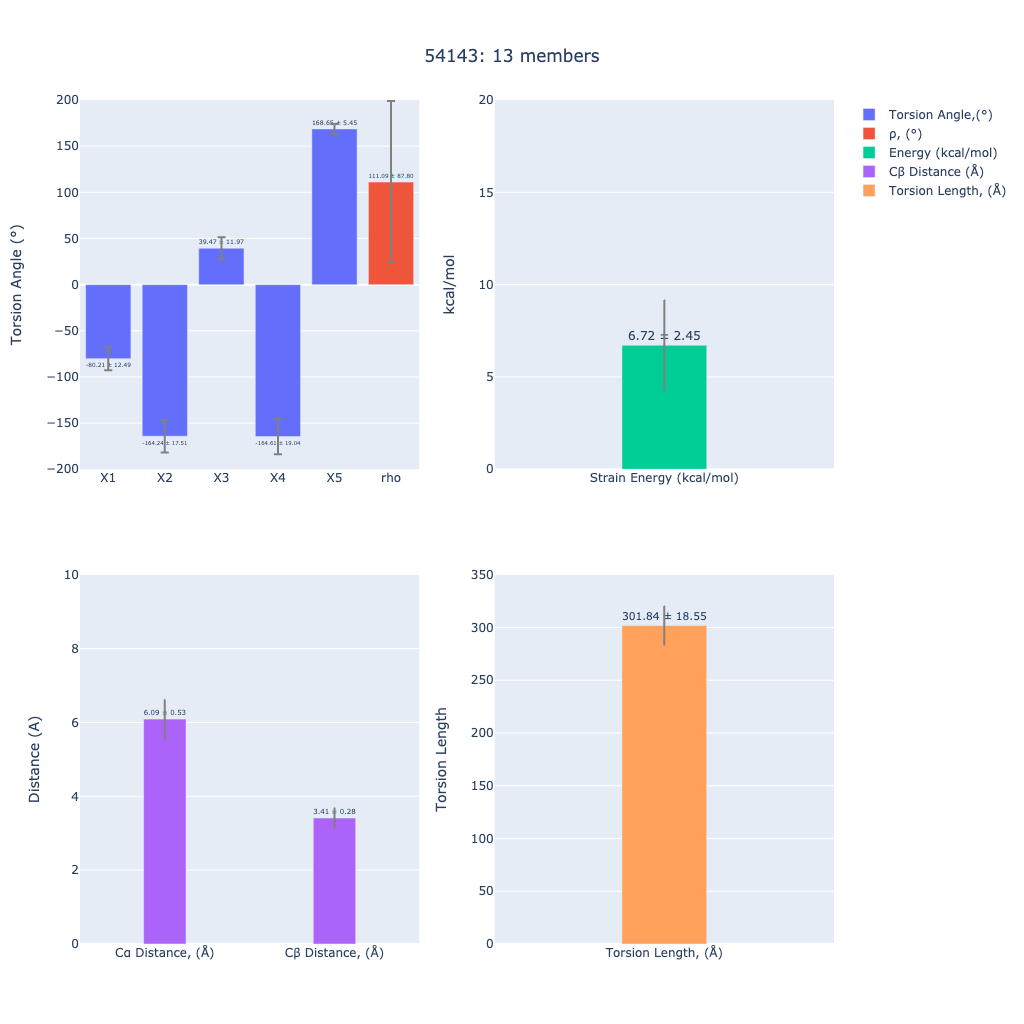 54143: 13 members
Torsion Angle (°)
200
150
100
50
0
−50
−100
−150
−200
-80.21 ± 12.49
-164.24 ± 17.51
39.47 ± 11.97
-164.61 ± 19.04
168.65 ± 5.45
111.09 ± 87.80
X1 X2 X3 X4 X5 rho
kcal/mol
20
15
10
5
0
6.72 ± 2.45
Strain Energy (kcal/mol)
Torsion Angle,(°)
ρ, (°)
Energy (kcal/mol)
Cβ Distance (Å)
Torsion Length, (Å)
Distance (A)
10
8
6
4
2
0
6.09 ± 0.53
3.41 ± 0.28
Cα Distance, (Å) Cβ Distance, (Å)
Torsion Length
350
300
250
200
150
100
50
0
301.84 ± 18.55
Torsion Length, (Å)